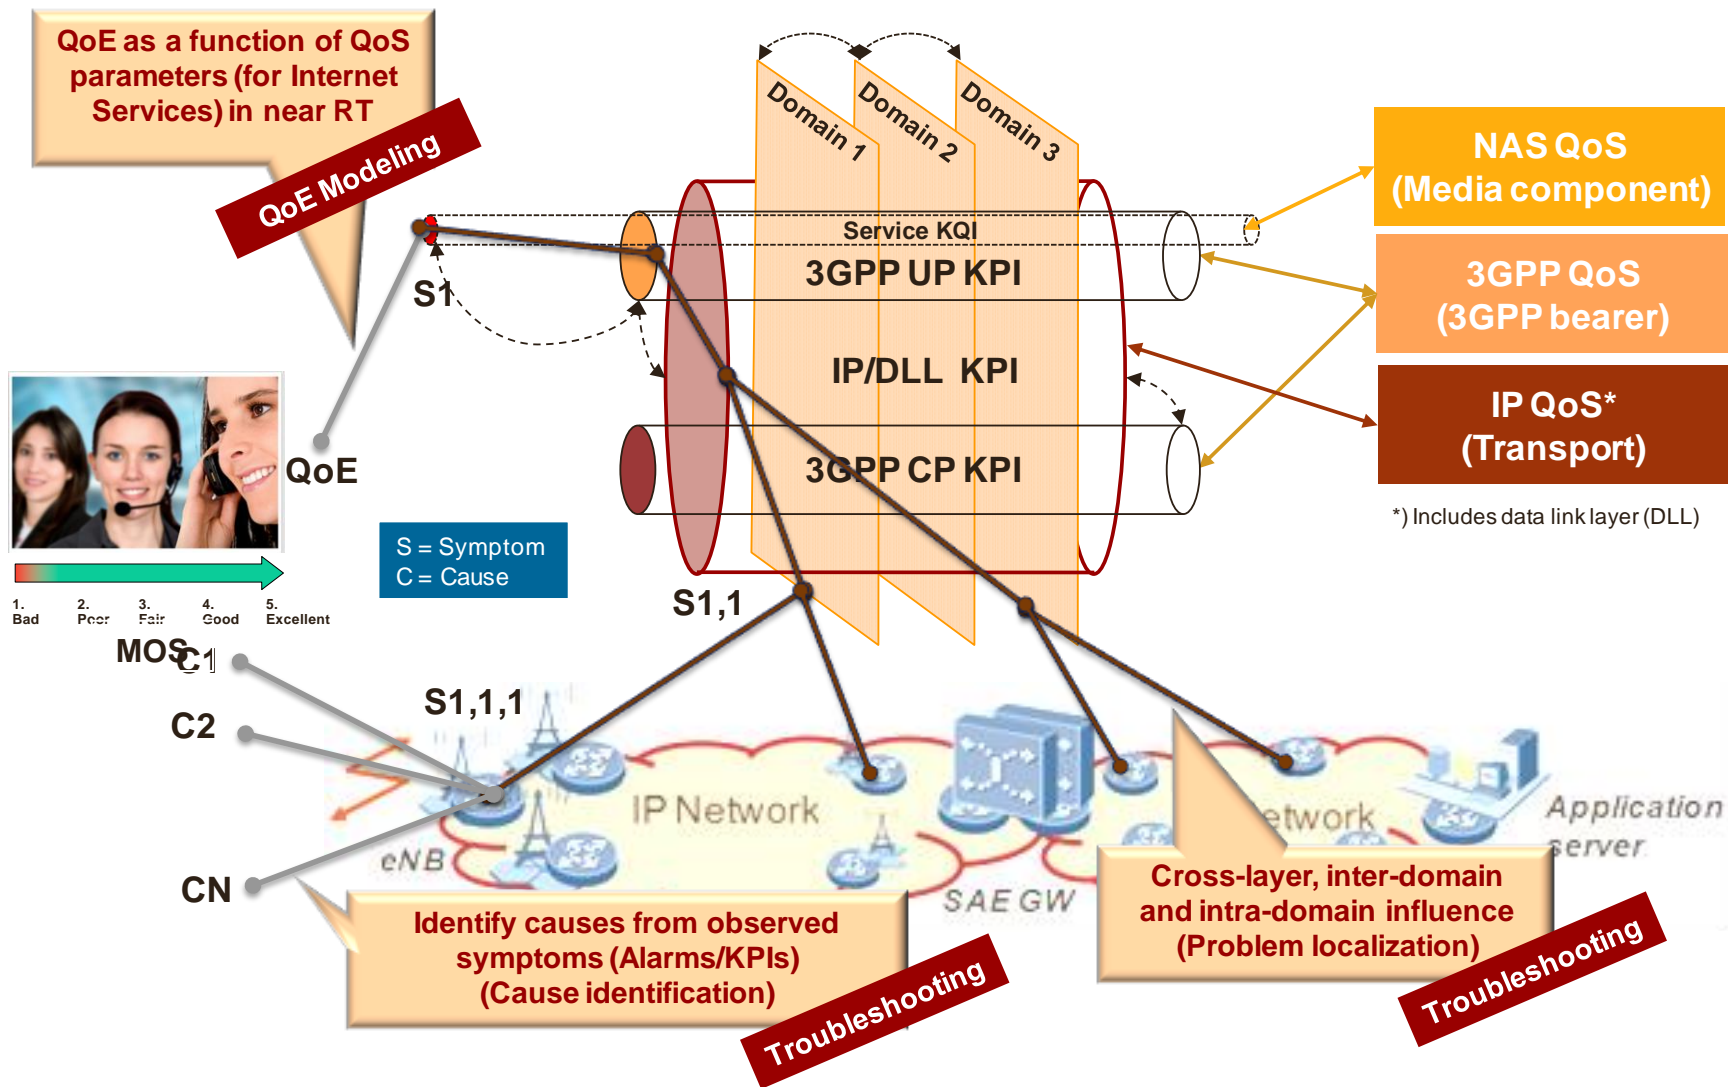 QoE as a function of QoS
parameters (for Internet
Services) in near RT
QoE Modeling
Domain 1
Domain 2
Domain 3
NAS QoS
(Media component)
3GPP QoS
(3GPP bearer)
IP QoS*
(Transport)
*) Includes data link layer (DLL)
Service KQI
3GPP UP KPI
IP/DLL KPI
3GPP CP KPI
S1
QoE
S = Symptom
C = Cause
1.
Bad
2.
Poor
3.
Fair
4.
Good
5.
Excellent
MOS
S1,1
C1
S1,1,1
C2
CN
IP Network
eNB
SAE GW
etwork
Application
server
Identify causes from observed
symptoms (Alarms/KPIs)
(Cause identification)
Troubleshooting
Cross-layer, inter-domain
and intra-domain influence
(Problem localization)
Troubleshooting